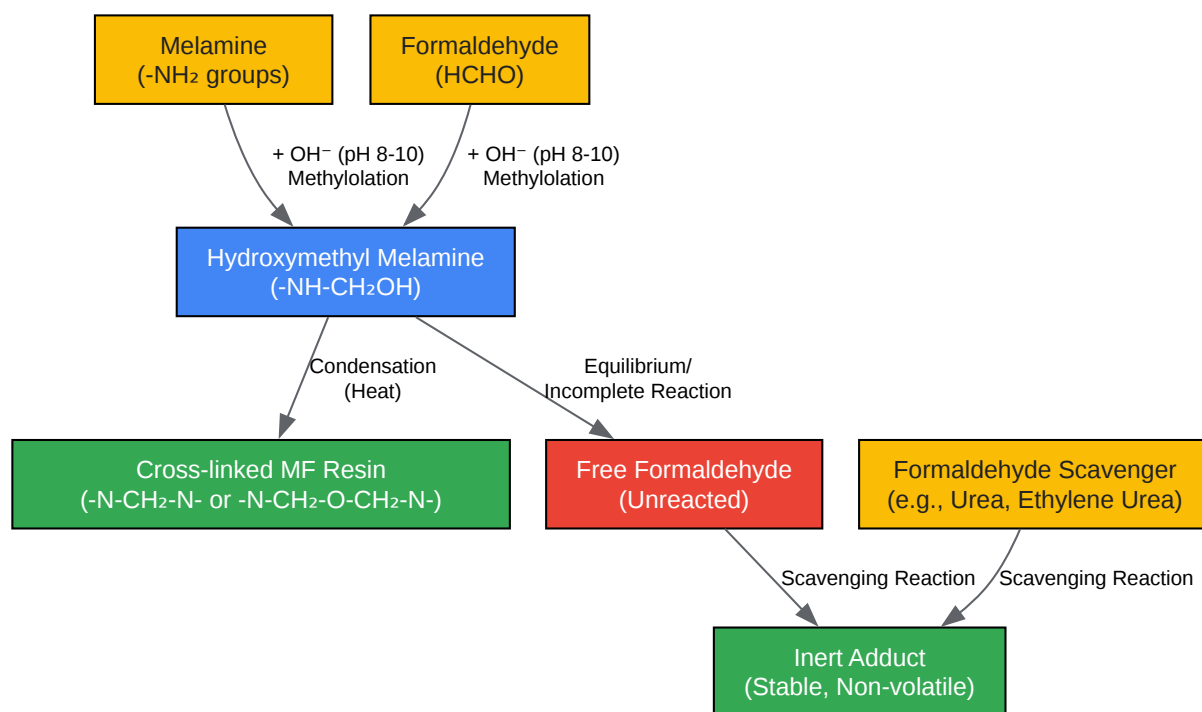 Melamine
(-NH₂ groups)
Formaldehyde
(HCHO)
+ OH⁻ (pH 8-10)
Methylolation
+ OH⁻ (pH 8-10)
Methylolation
Hydroxymethyl Melamine
(-NH-CH₂OH)
Condensation
(Heat)
Equilibrium/
Incomplete Reaction
Cross-linked MF Resin
(-N-CH₂-N- or -N-CH₂-O-CH₂-N-)
Free Formaldehyde
(Unreacted)
Formaldehyde Scavenger
(e.g., Urea, Ethylene Urea)
Scavenging Reaction
Scavenging Reaction
Inert Adduct
(Stable, Non-volatile)